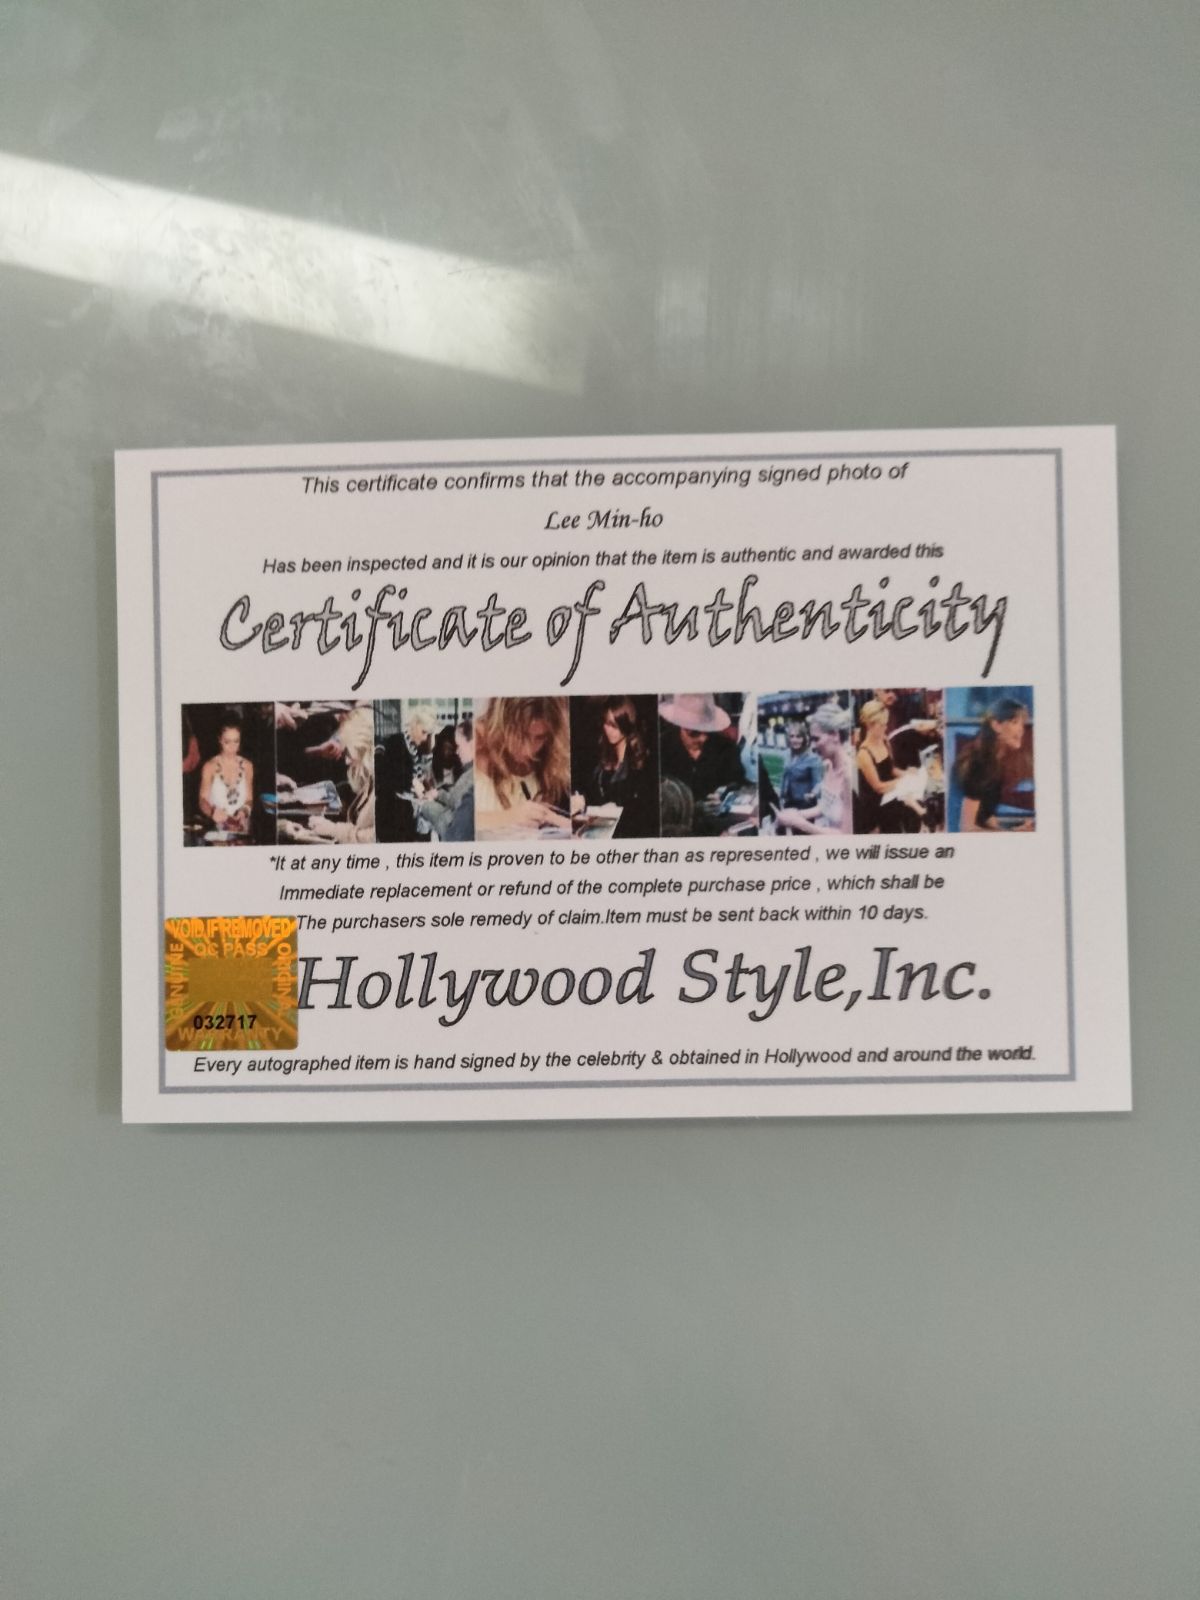 This certificate confirms that the accompanying signed photo of
Lee Min-ho
Has been inspected and it is our opinion that the item is authentic and awarded this
Certificate of Authenticity
*It at any time , this item is proven to be other than as represented , we will issue an
Immediate replacement or refund of the complete purchase price , which shall be
The purchasers sole remedy of claim.Item must be sent back within 10 days.
VOID IF REMOVED
QC PASS
GENUINE
ORIGINAL
032717
WARRANTY
Hollywood Style,Inc.
Every autographed item is hand signed by the celebrity & obtained in Hollywood and around the world.